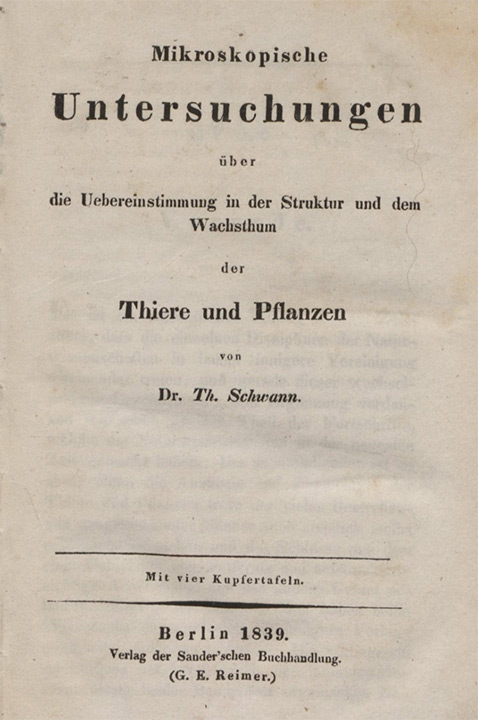 Mikroskopische
Untersuchungen
über
die Uebereinstimmung in der Struktur und dem
Wachsthum
der
Thiere und Pflanzen
von
Dr. Th. Schwann.
Mit vier Kupfertafeln.
Berlin 1839.
Verlag der Sander'schen Buchhandlung.
(G. E. Reimer.)